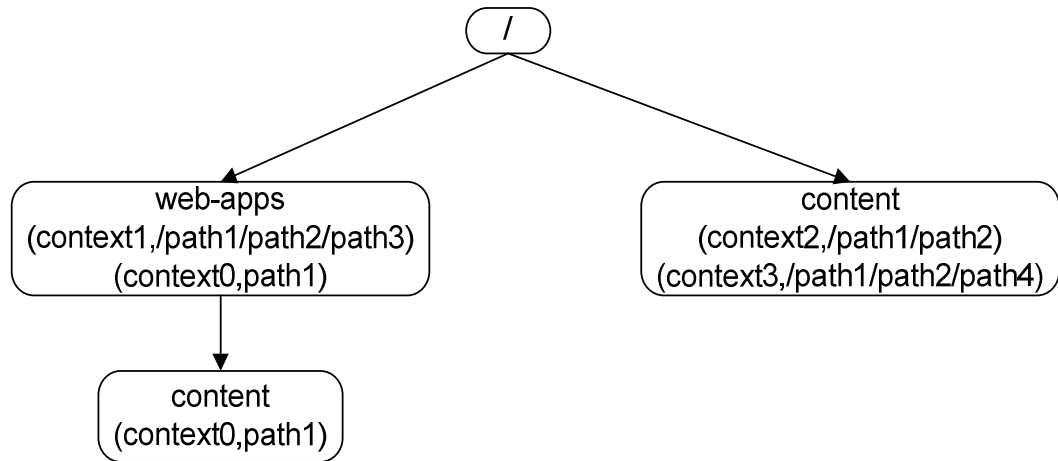 /
web-apps
(context1,/path1/path2/path3)
(context0,path1)
content
(context2,/path1/path2)
(context3,/path1/path2/path4)
content
(context0,path1)